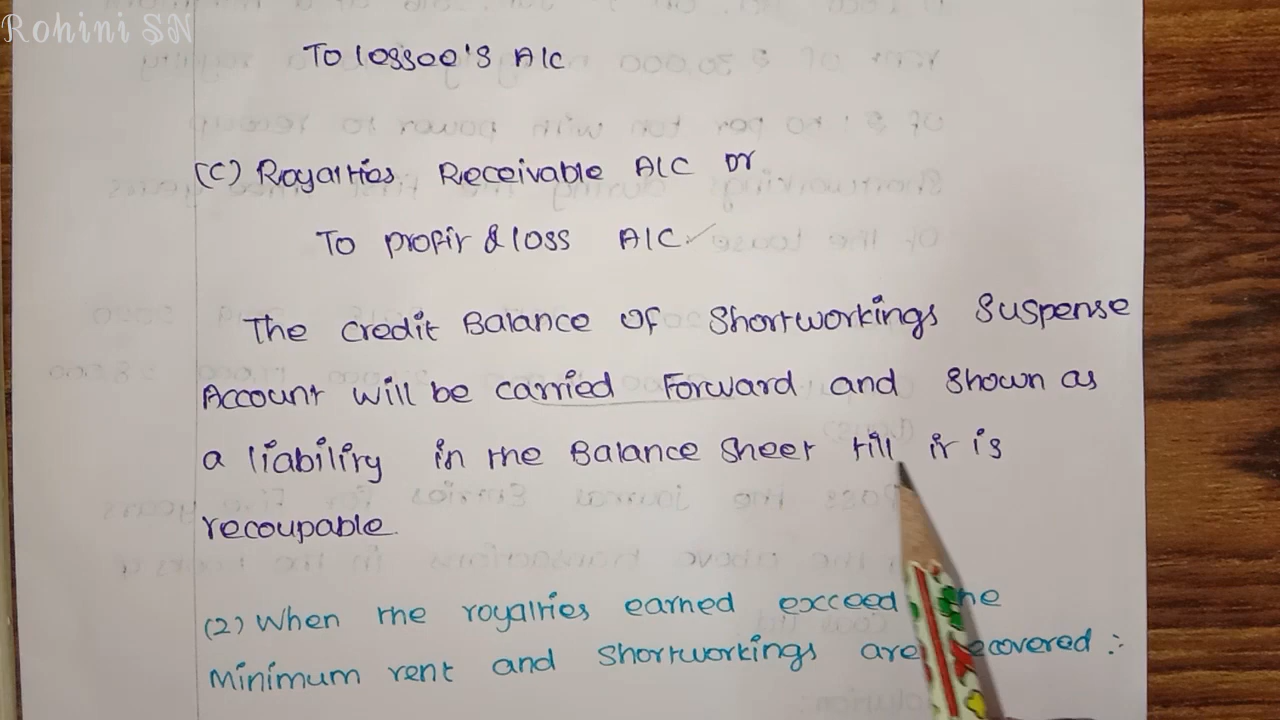 Rohini SN
To lessee's A/C
(C) Royalties Receivable A/C Dr
To profit & loss A/C
The credit Balance of Shortworkings Suspense
Account will be carried Forward and shown as
a liability in the Balance Sheet till it is
recoupable.
(2) When the royalties earned exceed the
Minimum rent and Shortworkings are recovered :-